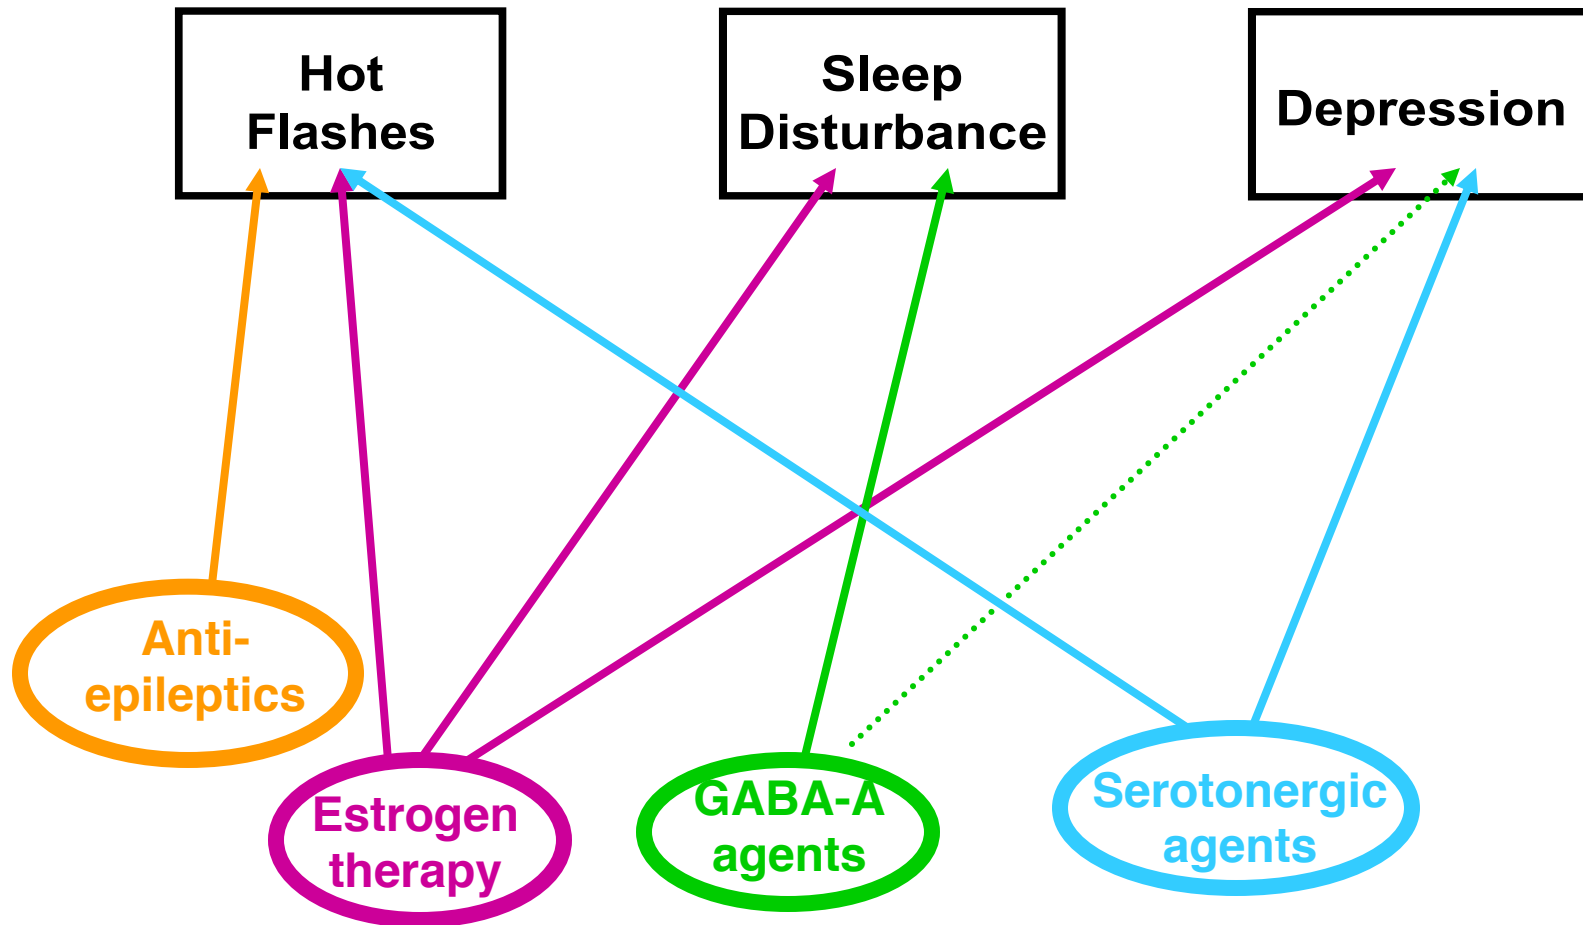 Hot
Flashes
Sleep
Disturbance
Depression
Anti-
epileptics
Estrogen
therapy
GABA-A
agents
Serotonergic
agents